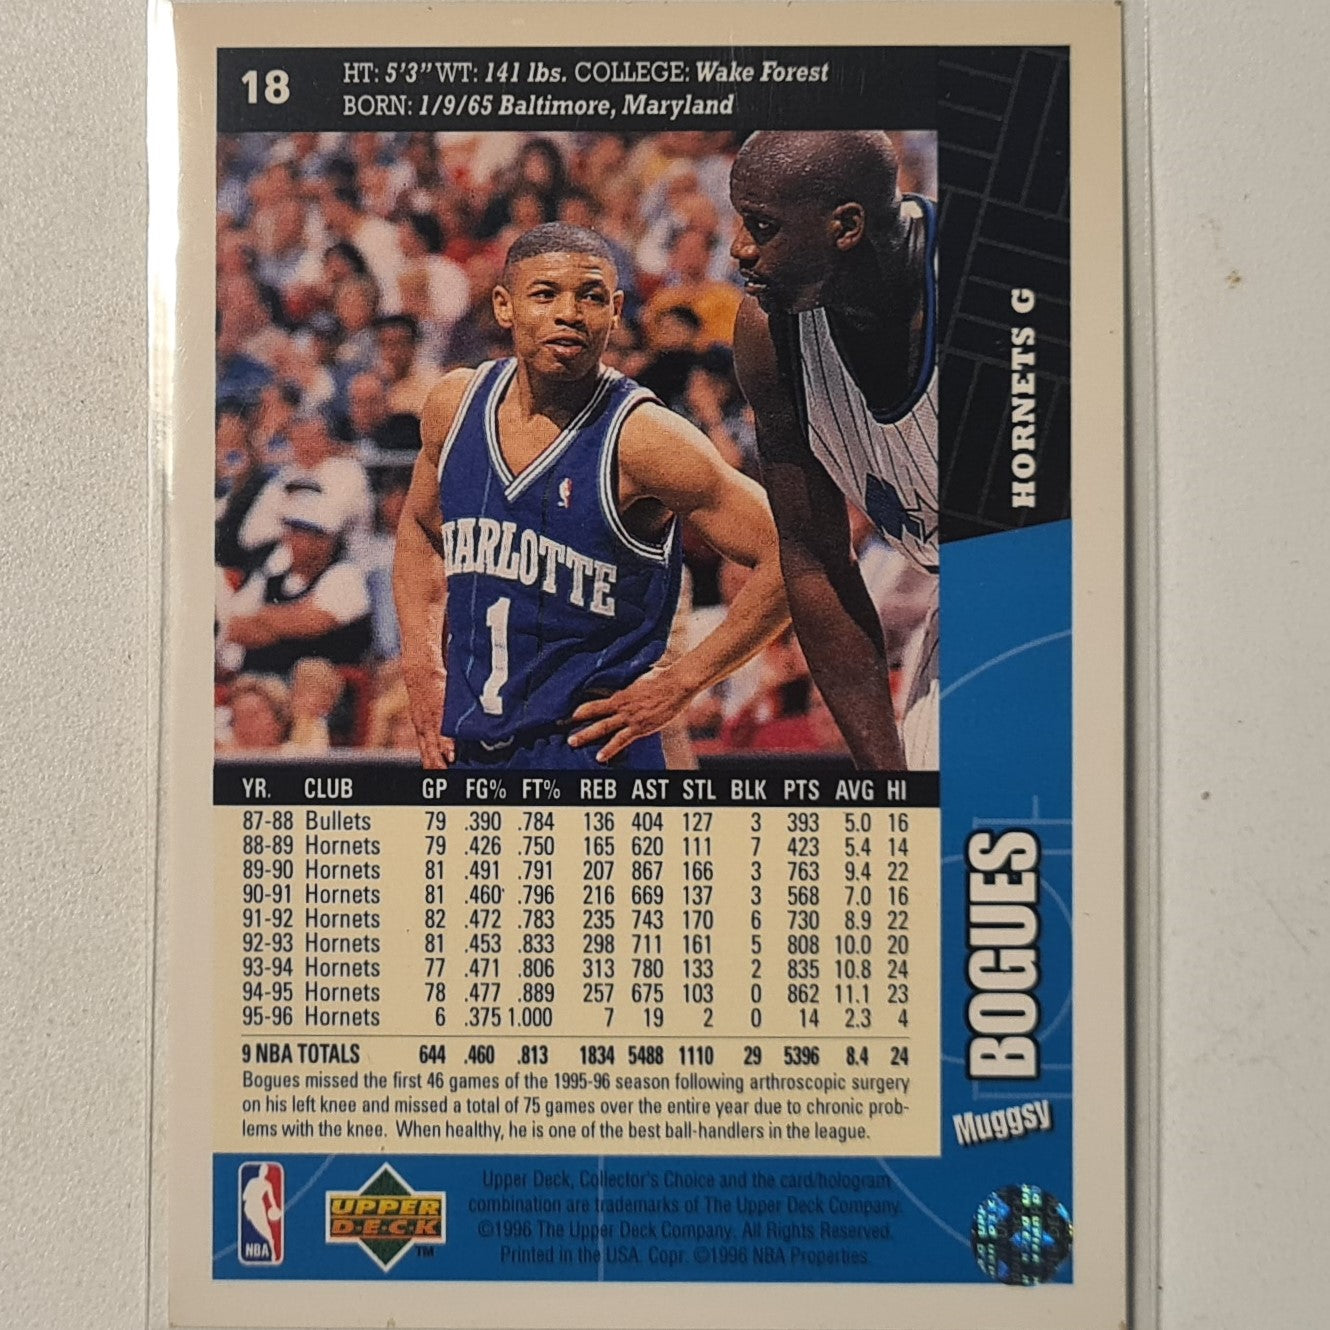 18
HT: 5'3" WT: 141 lbs. COLLEGE: Wake Forest
BORN: 1/9/65 Baltimore, Maryland
HORNETS G
HARLOTTE
1
YR. CLUB GP FG% FT% REB AST STL BLK PTS AVG HI
87-88 Bullets 79 .390 .784 136 404 127 3 393 5.0 16
88-89 Hornets 79 .426 .750 165 620 111 7 423 5.4 14
89-90 Hornets 81 .491 .791 207 867 166 3 763 9.4 22
90-91 Hornets 81 .460 .796 216 669 137 3 568 7.0 16
91-92 Hornets 82 .472 .783 235 743 170 6 730 8.9 22
92-93 Hornets 81 .453 .833 298 711 161 5 808 10.0 20
93-94 Hornets 77 .471 .806 313 780 133 2 835 10.8 24
94-95 Hornets 78 .477 .889 257 675 103 0 862 11.1 23
95-96 Hornets 6 .375 1.000 7 19 2 0 14 2.3 4
9 NBA TOTALS 644 .460 .813 1834 5488 1110 29 5396 8.4 24
Bogues missed the first 46 games of the 1995-96 season following arthroscopic surgery
on his left knee and missed a total of 75 games over the entire year due to chronic prob-
lems with the knee. When healthy, he is one of the best ball-handlers in the league.
Muggsy
BOGUES
NBA
UPPER
D·E·C·K
TM
Upper Deck, Collector's Choice and the card/hologram
combination are trademarks of The Upper Deck Company.
©1996 The Upper Deck Company. All Rights Reserved.
Printed in the USA. Copr. ©1996 NBA Properties.